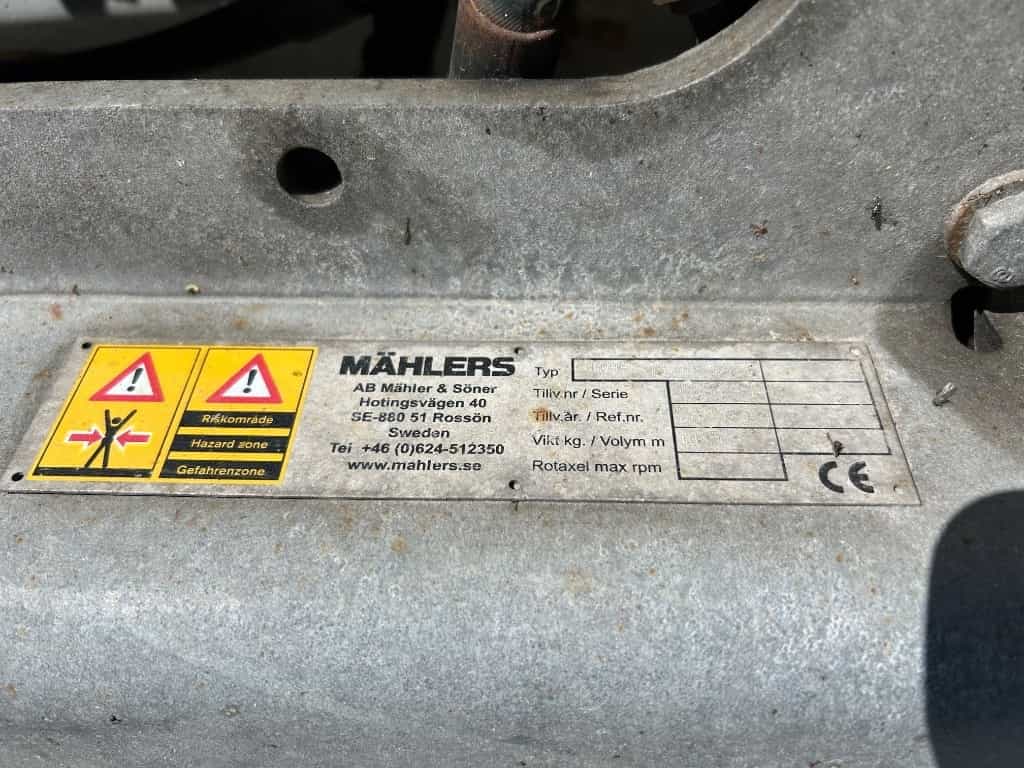 Riskområde
Hazard zone
Gefahrenzone
MÄHLERS
AB Mähler & Söner
Hotingsvägen 40
SE-880 51 Rossön
Sweden
Tel +46 (0)624-512350
www.mahlers.se
Typ
Tillv.nr / Serie
Tillv.år. / Ref.nr.
Vikt kg. / Volym m
Rotaxel max rpm
CE